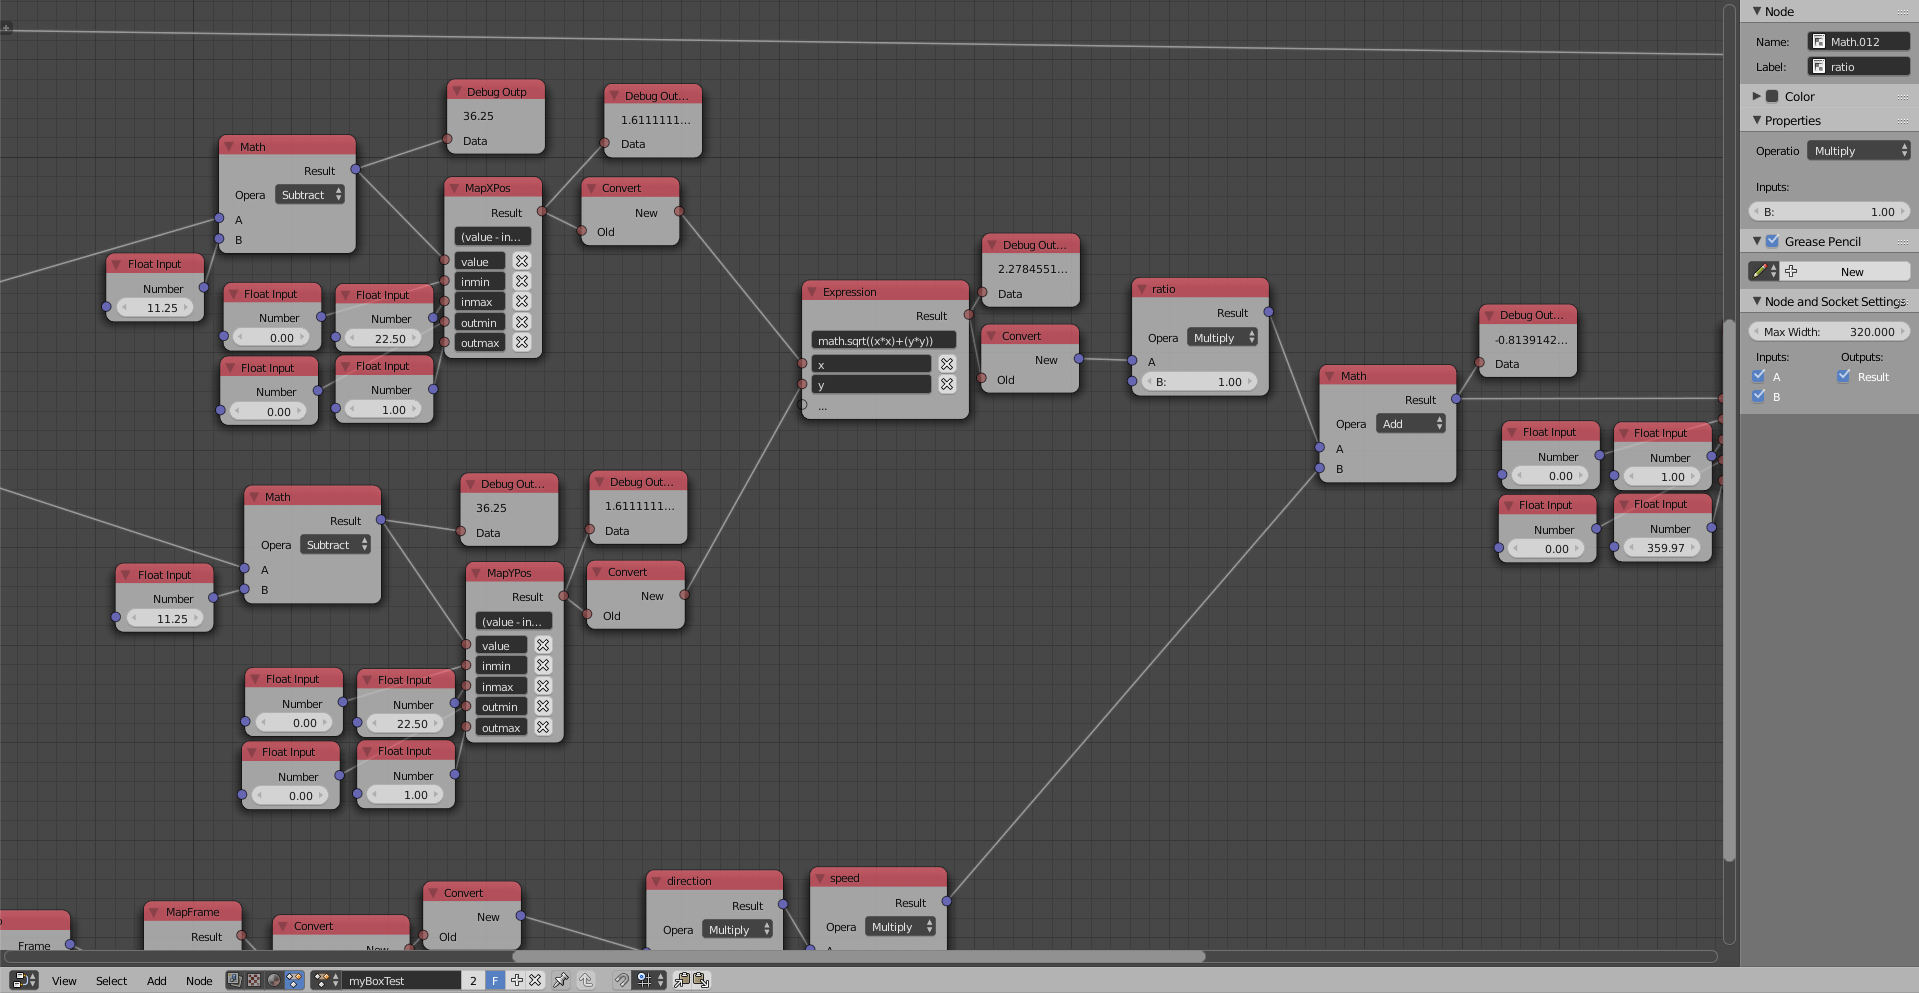 Debug Outp
36.25
Data
Debug Out...
1.6111111...
Data
Math
Result
Opera Subtract
A
B
Float Input
Number
11.25
Float Input
Number
0.00
Float Input
Number
22.50
Float Input
Number
0.00
Float Input
Number
1.00
MapXPos
Result
(value - in...
value
inmin
inmax
outmin
outmax
Convert
New
Old
Expression
Result
math.sqrt((x*x)+(y*y))
x
y
...
Debug Out...
2.2784551...
Data
Convert
New
Old
ratio
Result
Opera Multiply
A
B: 1.00
Math
Result
Opera Add
A
B
Debug Out...
-0.8139142...
Data
Float Input
Number
0.00
Float Input
Number
1.00
Float Input
Number
0.00
Float Input
Number
359.97
Math
Result
Opera Subtract
A
B
Float Input
Number
11.25
Debug Out...
36.25
Data
Debug Out...
1.6111111...
Data
MapYPos
Result
(value - in...
value
inmin
inmax
outmin
outmax
Convert
New
Old
Float Input
Number
0.00
Float Input
Number
22.50
Float Input
Number
0.00
Float Input
Number
1.00
Frame
MapFrame
Result
Convert
New
Convert
New
Old
direction
Result
Opera Multiply
speed
Result
Opera Multiply
A
View Select Add Node myBoxTest 2 F
Node
Name: Math.012
Label: ratio
Color
Properties
Operatio Multiply
Inputs:
B: 1.00
Grease Pencil
New
Node and Socket Settings
Max Width: 320.000
Inputs: Outputs:
A Result
B